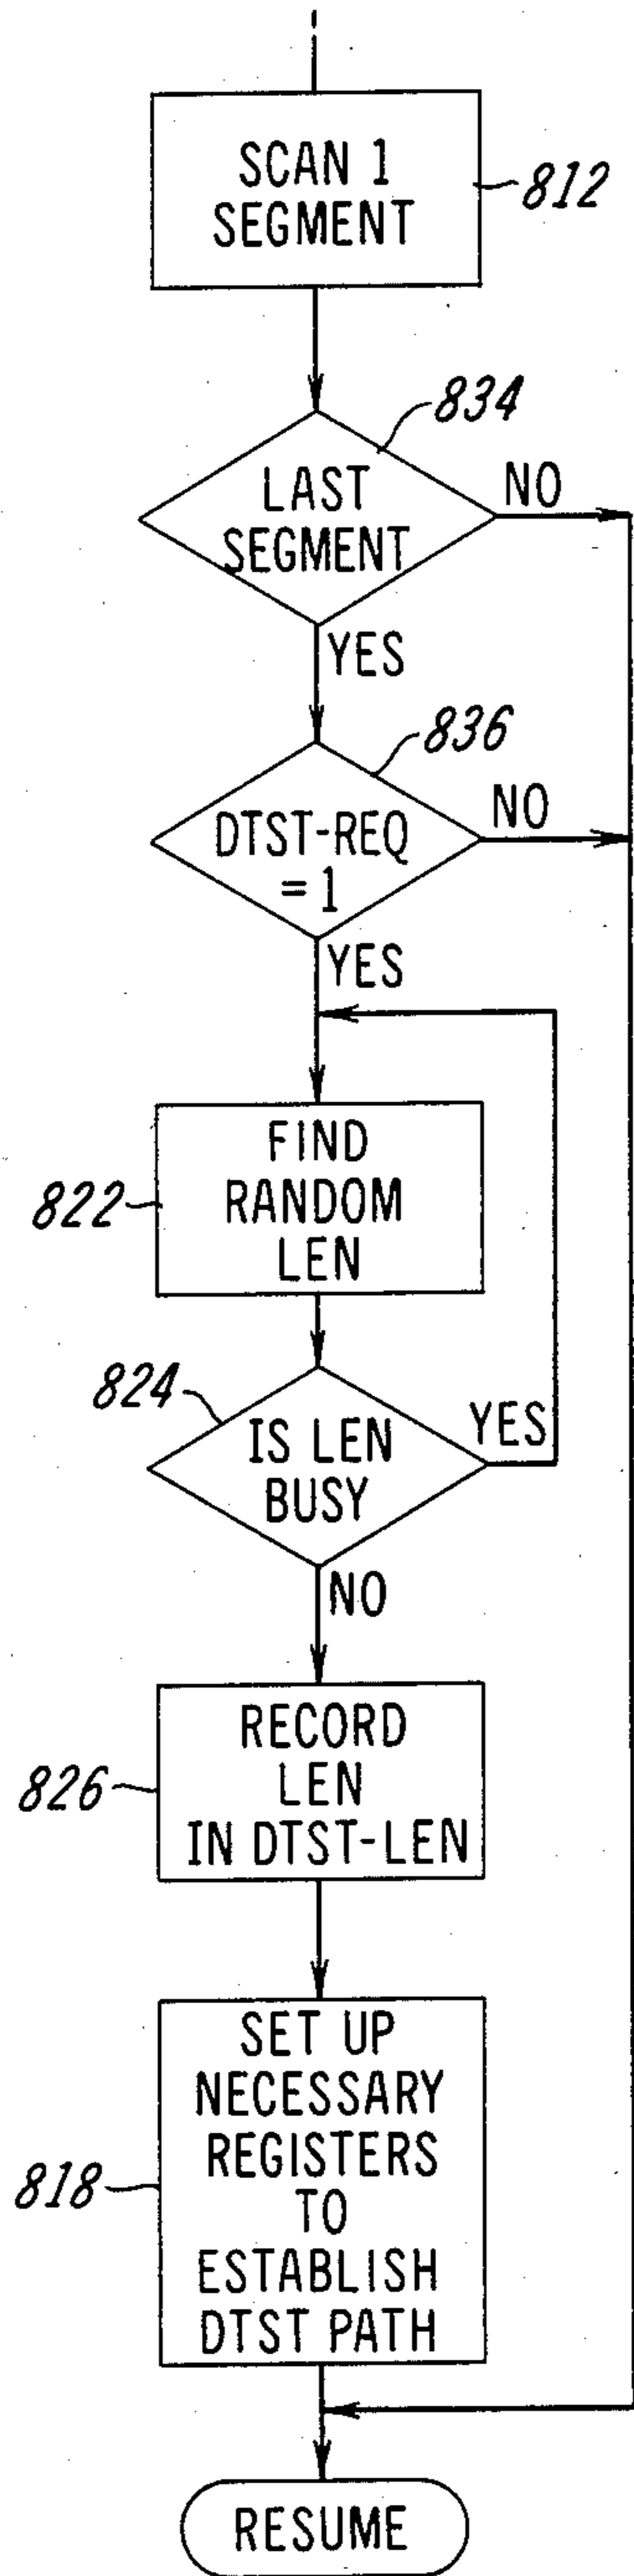 SCAN 1
SEGMENT
812
834
LAST
SEGMENT
NO
YES
836
DTST-REQ
= 1
NO
YES
FIND
RANDOM
LEN
822
824
IS LEN
BUSY
YES
NO
RECORD
LEN
IN DTST-LEN
826
SET UP
NECESSARY
REGISTERS
TO
ESTABLISH
DTST PATH
818
RESUME